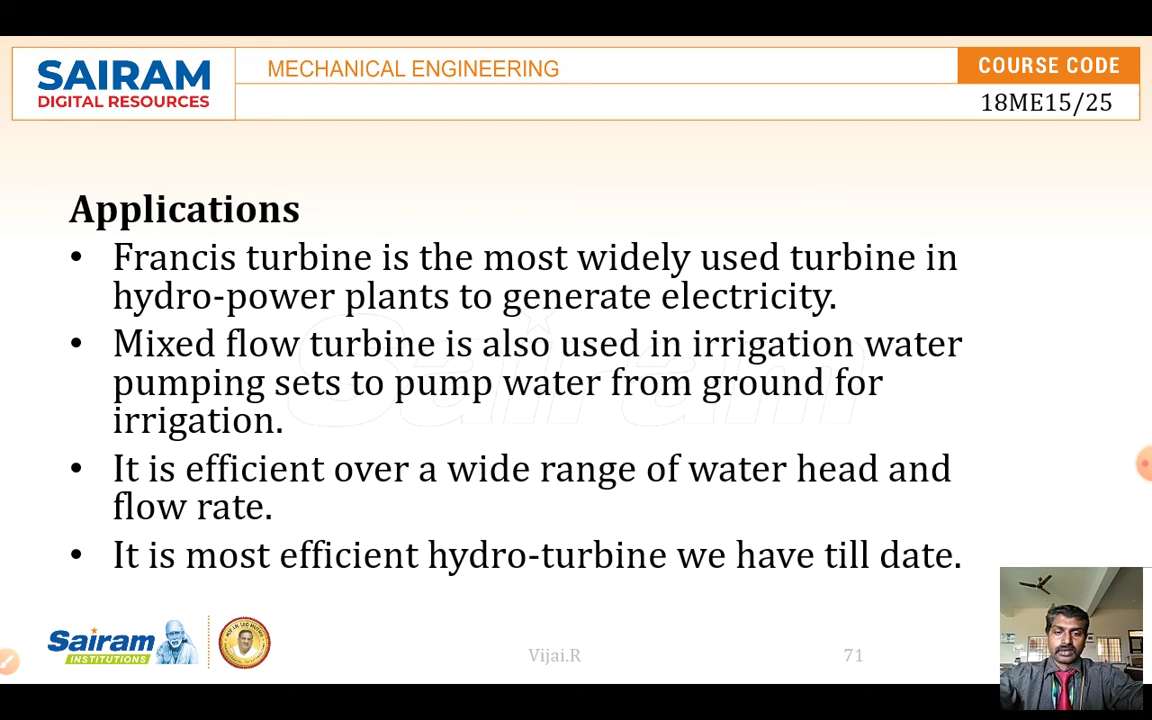 SAIRAM
DIGITAL RESOURCES
MECHANICAL ENGINEERING
COURSE CODE
18ME15/25
Applications
• Francis turbine is the most widely used turbine in
hydro-power plants to generate electricity.
• Mixed flow turbine is also used in irrigation water
pumping sets to pump water from ground for
irrigation.
• It is efficient over a wide range of water head and
flow rate.
• It is most efficient hydro-turbine we have till date.
Sairam
Sairam
INSTITUTIONS
Vijai.R
71